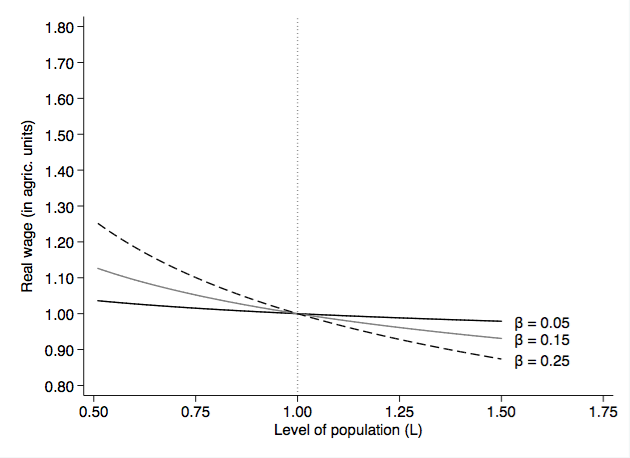 1.80
1.70
1.60
1.50
1.40
1.30
1.20
1.10
1.00
0.90
0.80
Real wage (in agric. units)
β = 0.05
β = 0.15
β = 0.25
0.50 0.75 1.00 1.25 1.50 1.75
Level of population (L)